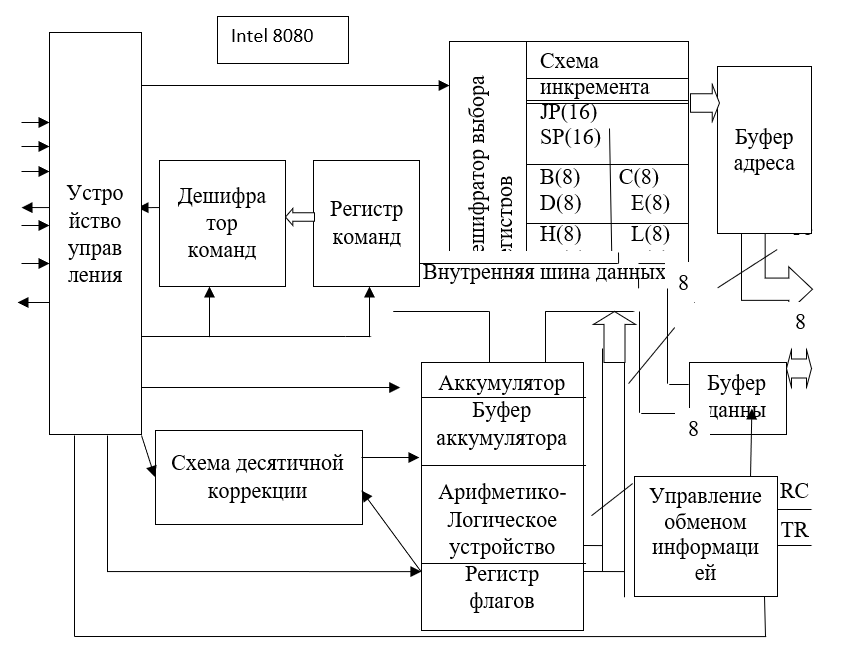 Intel 8080
Схема
инкремента
JP(16)
SP(16)
B(8) C(8)
D(8) E(8)
H(8) L(8)
ешифратор выбора
егистров
Буфер
адреса
Устро
йство
управ
ления
Дешифра
тор
команд
Регистр
команд
Внутренняя шина данных
8
8
Аккумулятор
Буфер
аккумулятора
Буфер
данны
8
Схема десятичной
коррекции
Арифметико-
Логическое
устройство
Регистр
флагов
Управление
обменом
информаци
ей
RC
TR